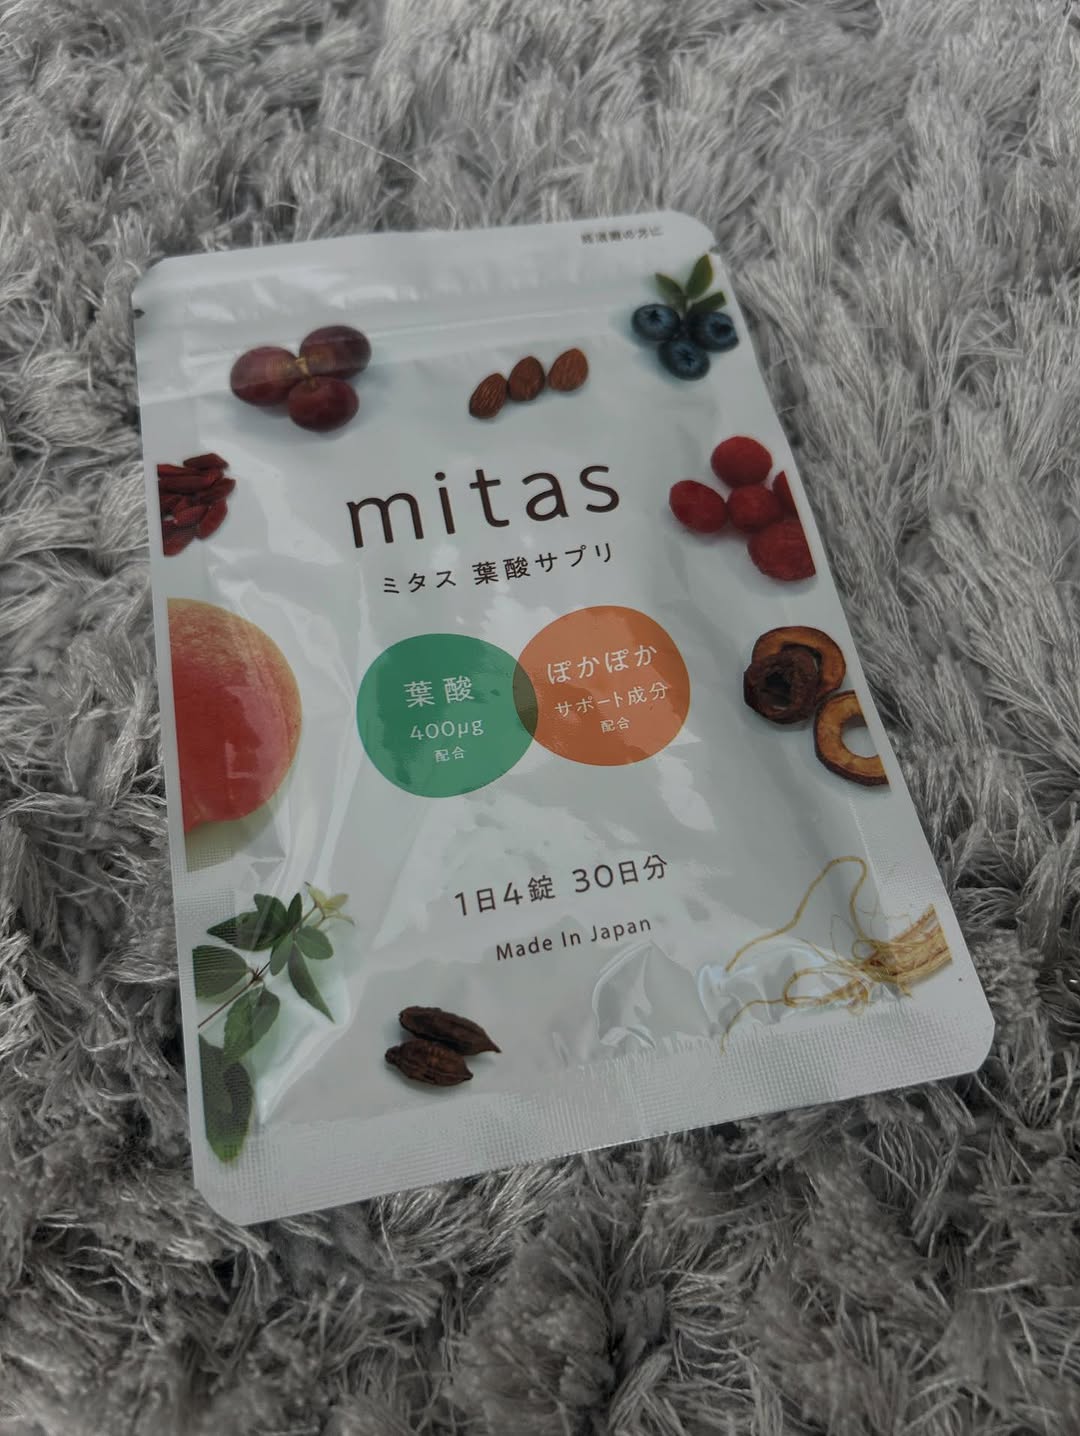 mitas
ミタス 葉酸サプリ
葉酸
400μg
配合
ぽかぽか
サポート成分
配合
1日4錠 30日分
Made In Japan